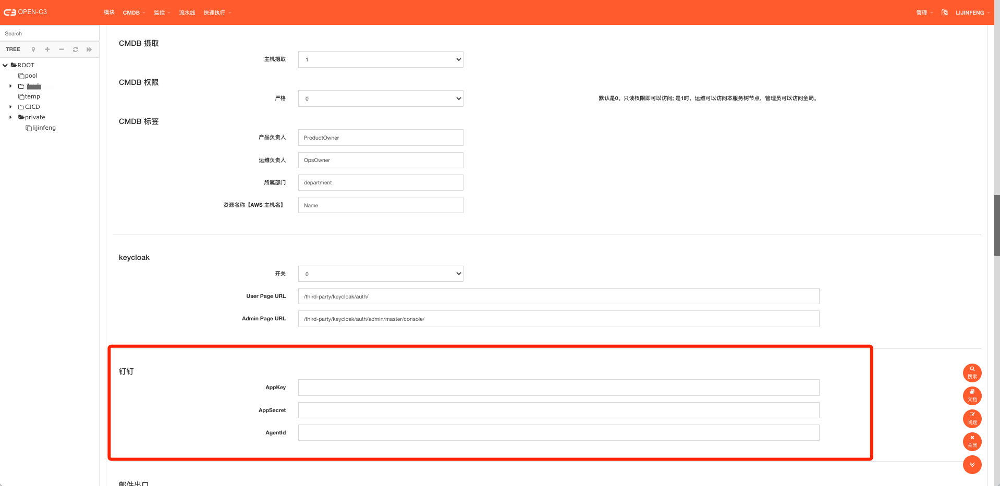 OPEN-C3
模块 CMDB 监控 流水线 快速执行 管理 LIJINFENG
Search
TREE
ROOT
pool
temp
CICD
private
lijinfeng
CMDB 摄取
主机摄取 1
CMDB 权限
严格 0 默认是0。只读权限即可以访问; 是1时，运维可以访问本服务树节点，管理员可以访问全局。
CMDB 标签
产品负责人 ProductOwner
运维负责人 OpsOwner
所属部门 department
资源名称【AWS 主机名】 Name
keycloak
开关 0
User Page URL /third-party/keycloak/auth/
Admin Page URL /third-party/keycloak/auth/admin/master/console/
钉钉
AppKey
AppSecret
AgentId
搜索
文档
问题
关闭
邮件出口